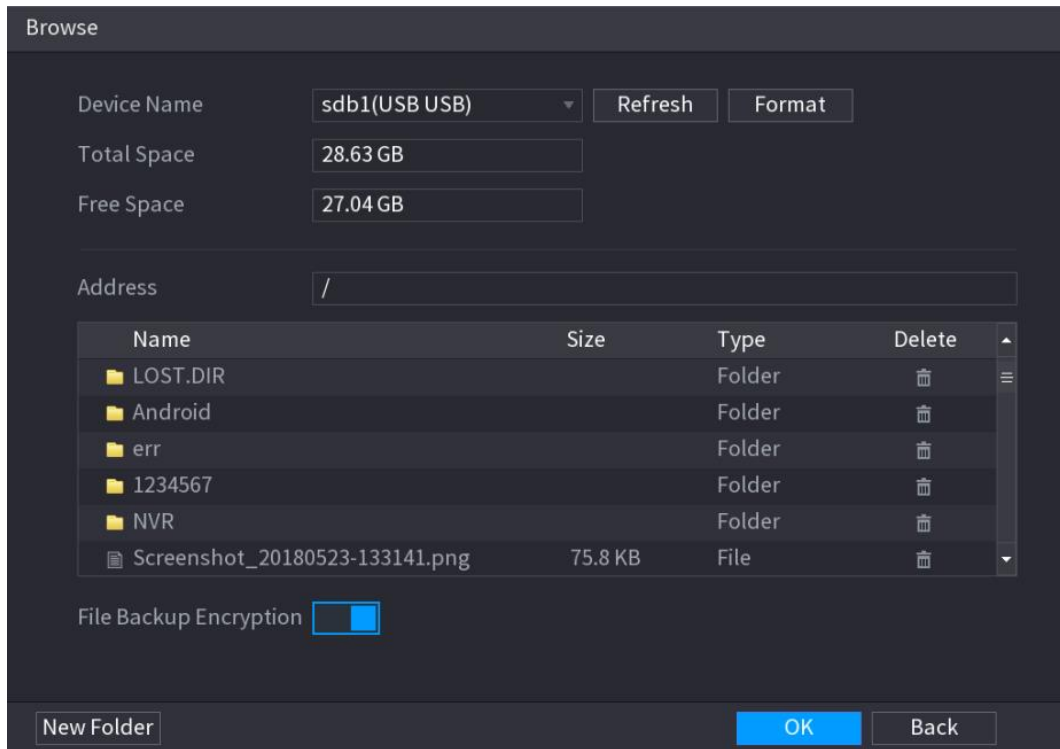 Browse
Device Name sdb1(USB USB) Refresh Format
Total Space 28.63 GB
Free Space 27.04 GB
Address /
Name Size Type Delete
LOST.DIR Folder
Android Folder
err Folder
1234567 Folder
NVR Folder
Screenshot_20180523-133141.png 75.8 KB File
File Backup Encryption
New Folder OK Back